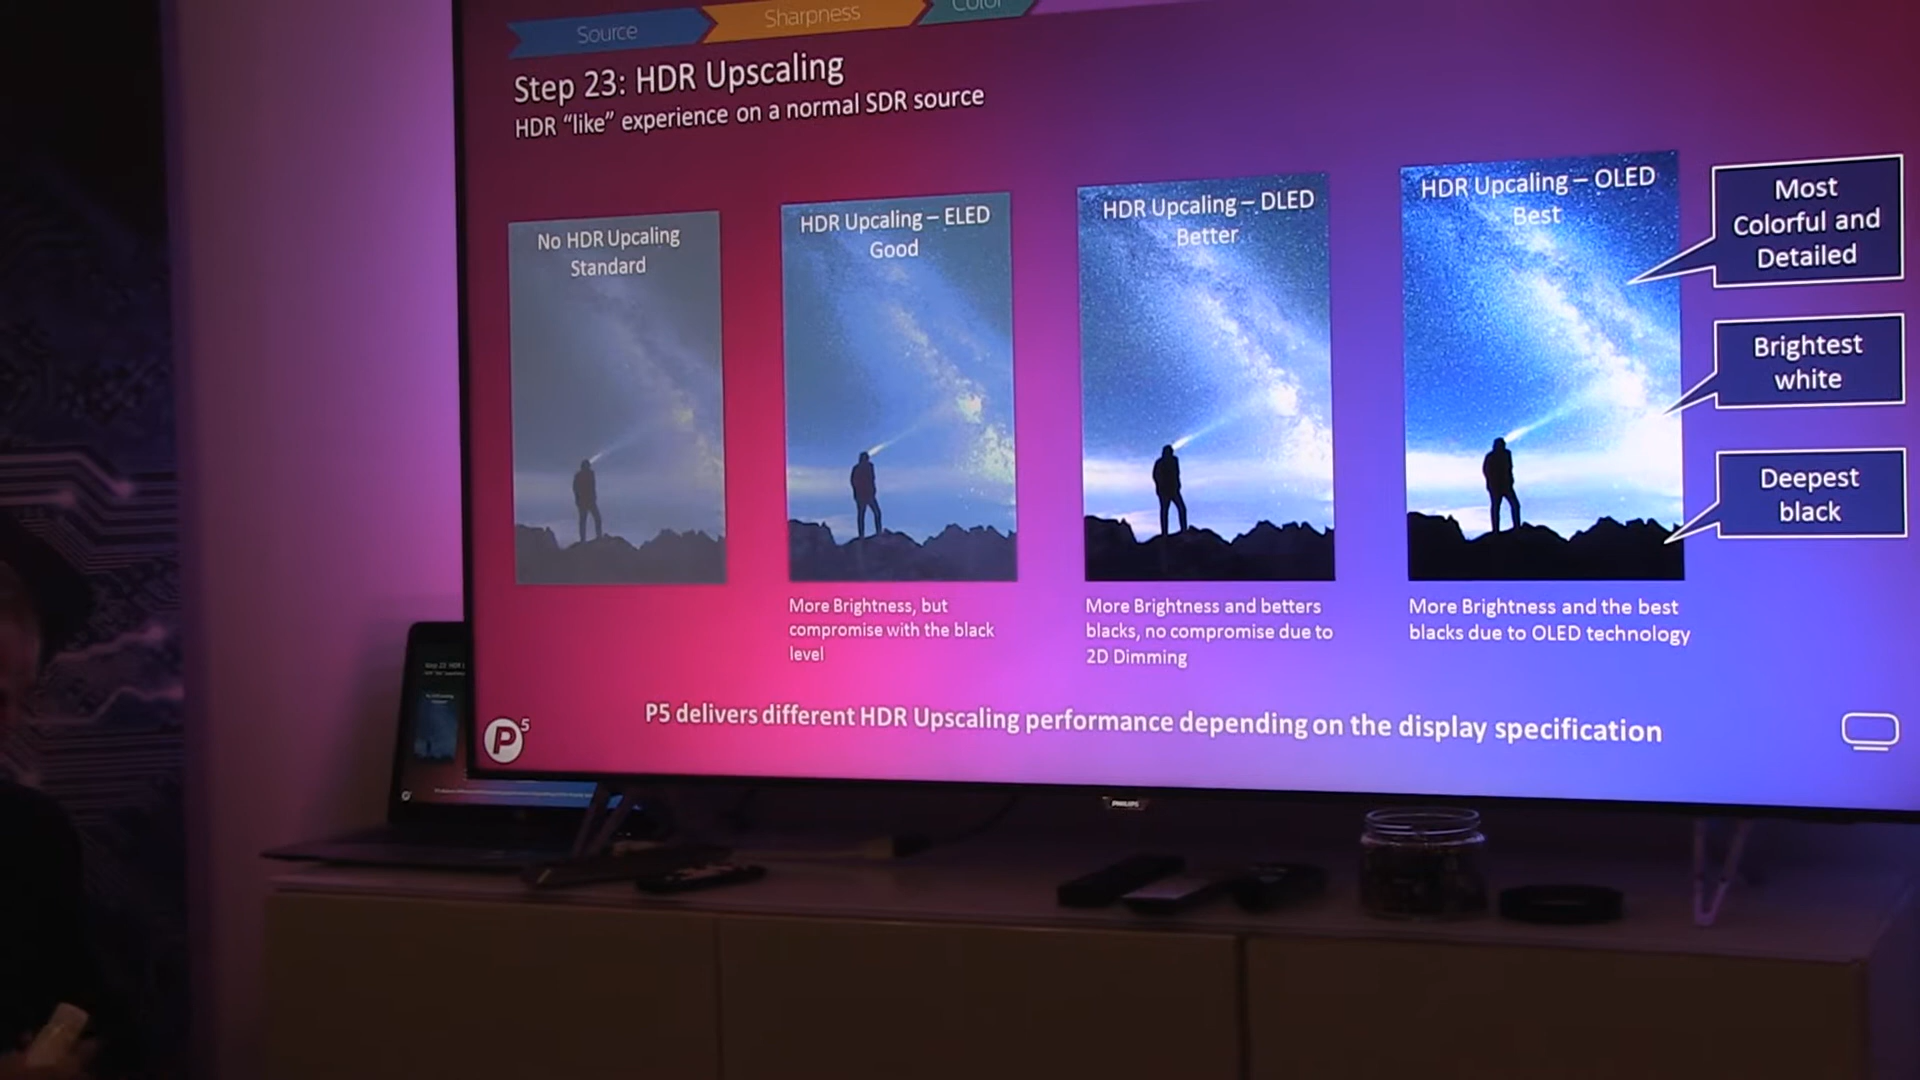 Source
Sharpness
Color
Step 23: HDR Upscaling
HDR “like” experience on a normal SDR source
No HDR Upcaling
Standard
HDR Upcaling – ELED
Good
HDR Upcaling – DLED
Better
HDR Upcaling – OLED
Best
Most
Colorful and
Detailed
Brightest
white
Deepest
black
More Brightness, but
compromise with the black
level
More Brightness and betters
blacks, no compromise due to
2D Dimming
More Brightness and the best
blacks due to OLED technology
P5 delivers different HDR Upscaling performance depending on the display specification
P5
PHILIPS